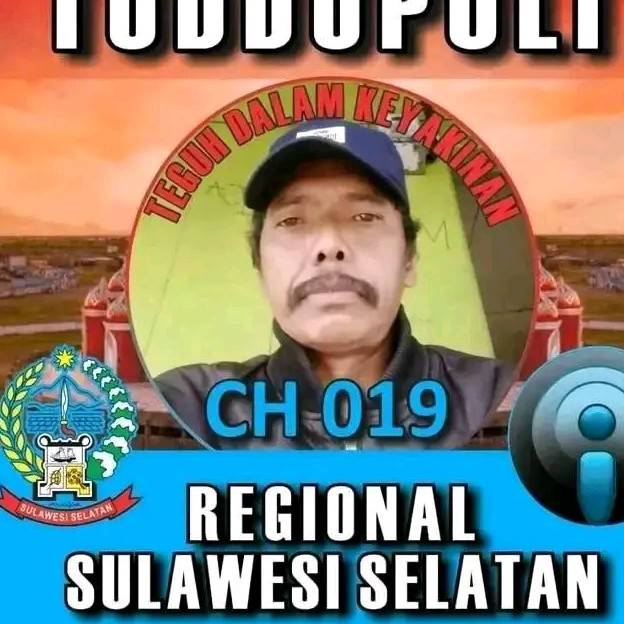 TODDOPULI
TEGUH DALAM KEYAKINAN
CH 019
SULAWESI SELATAN
REGIONAL
SULAWESI SELATAN